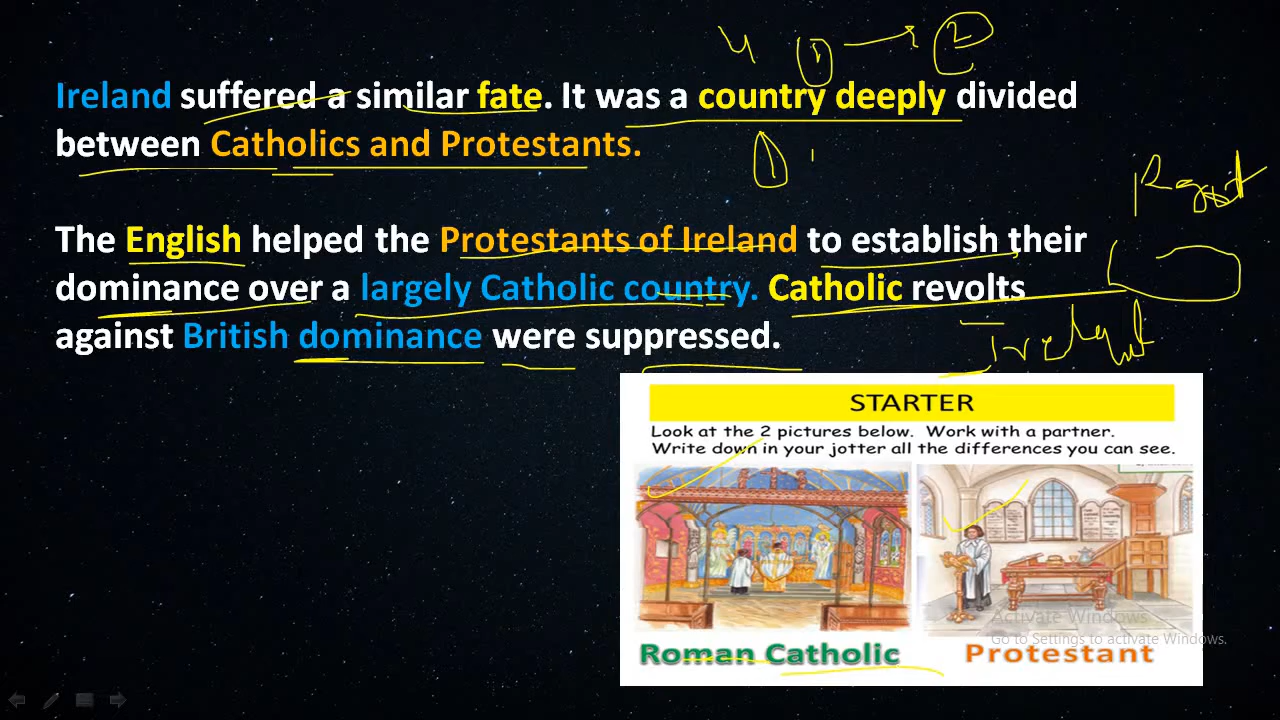 4 1 2
Ireland suffered a similar fate. It was a country deeply divided
between Catholics and Protestants.
The English helped the Protestants of Ireland to establish their
dominance over a largely Catholic country. Catholic revolts
against British dominance were suppressed.
STARTER
Look at the 2 pictures below. Work with a partner.
Write down in your jotter all the differences you can see.
Roman Catholic
Protestant
Activate Windows
Go to Settings to activate Windows.